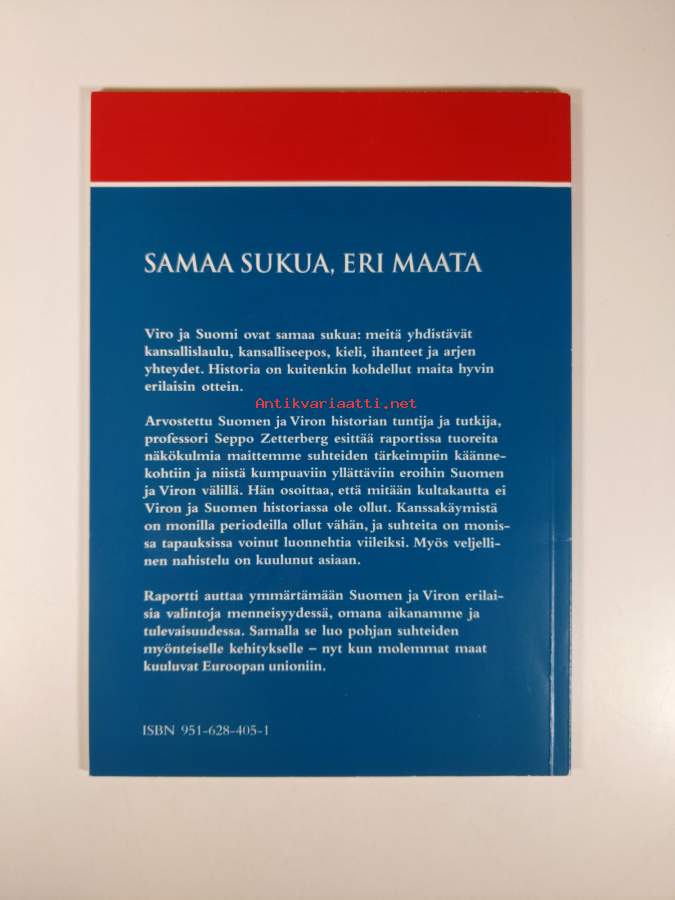 SAMAA SUKUA, ERI MAATA
Viro ja Suomi ovat samaa sukua: meitä yhdistävät
kansallislaulu, kansalliseepos, kieli, ihanteet ja arjen
yhteydet. Historia on kuitenkin kohdellut maita hyvin
erilaisin ottein.
Antikvariaatti.net
Arvostettu Suomen ja Viron historian tuntija ja tutkija,
professori Seppo Zetterberg esittää raportissa tuoreita
näkökulmia maittemme suhteiden tärkeimpiin käänne-
kohtiin ja niistä kumpuaviin yllättäviin eroihin Suomen
ja Viron välillä. Hän osoittaa, että mitään kultakautta ei
Viron ja Suomen historiassa ole ollut. Kanssakäymistä
on monilla periodeilla ollut vähän, ja suhteita on monis-
sa tapauksissa voinut luonnehtia viileiksi. Myös veljelli-
nen nahistelu on kuulunut asiaan.
Raportti auttaa ymmärtämään Suomen ja Viron erilai-
sia valintoja menneisyydessä, omana aikanamme ja
tulevaisuudessa. Samalla se luo pohjan suhteiden
myönteiselle kehitykselle – nyt kun molemmat maat
kuuluvat Euroopan unioniin.
ISBN 951-628-405-1